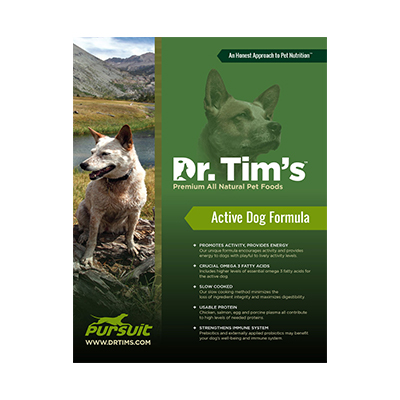 An Honest Approach to Pet Nutrition™
Dr. Tim's™
Premium All Natural Pet Foods
Active Dog Formula
PROMOTES ACTIVITY, PROVIDES ENERGY
Our unique formula encourages activity and provides
energy to dogs with playful to lively activity levels.
CRUCIAL OMEGA 3 FATTY ACIDS
Includes higher levels of essential omega 3 fatty acids for
the active dog
SLOW COOKED
Our slow cooking method minimizes the
loss of ingredient integrity and maximizes digestibility.
USABLE PROTEIN
Chicken, salmon, egg and porcine plasma all contribute
to high levels of needed proteins.
STRENGTHENS IMMUNE SYSTEM
Prebiotics and externally applied probiotics may benefit
your dog's well-being and immune system.
pursuit
WWW.DRTIMS.COM